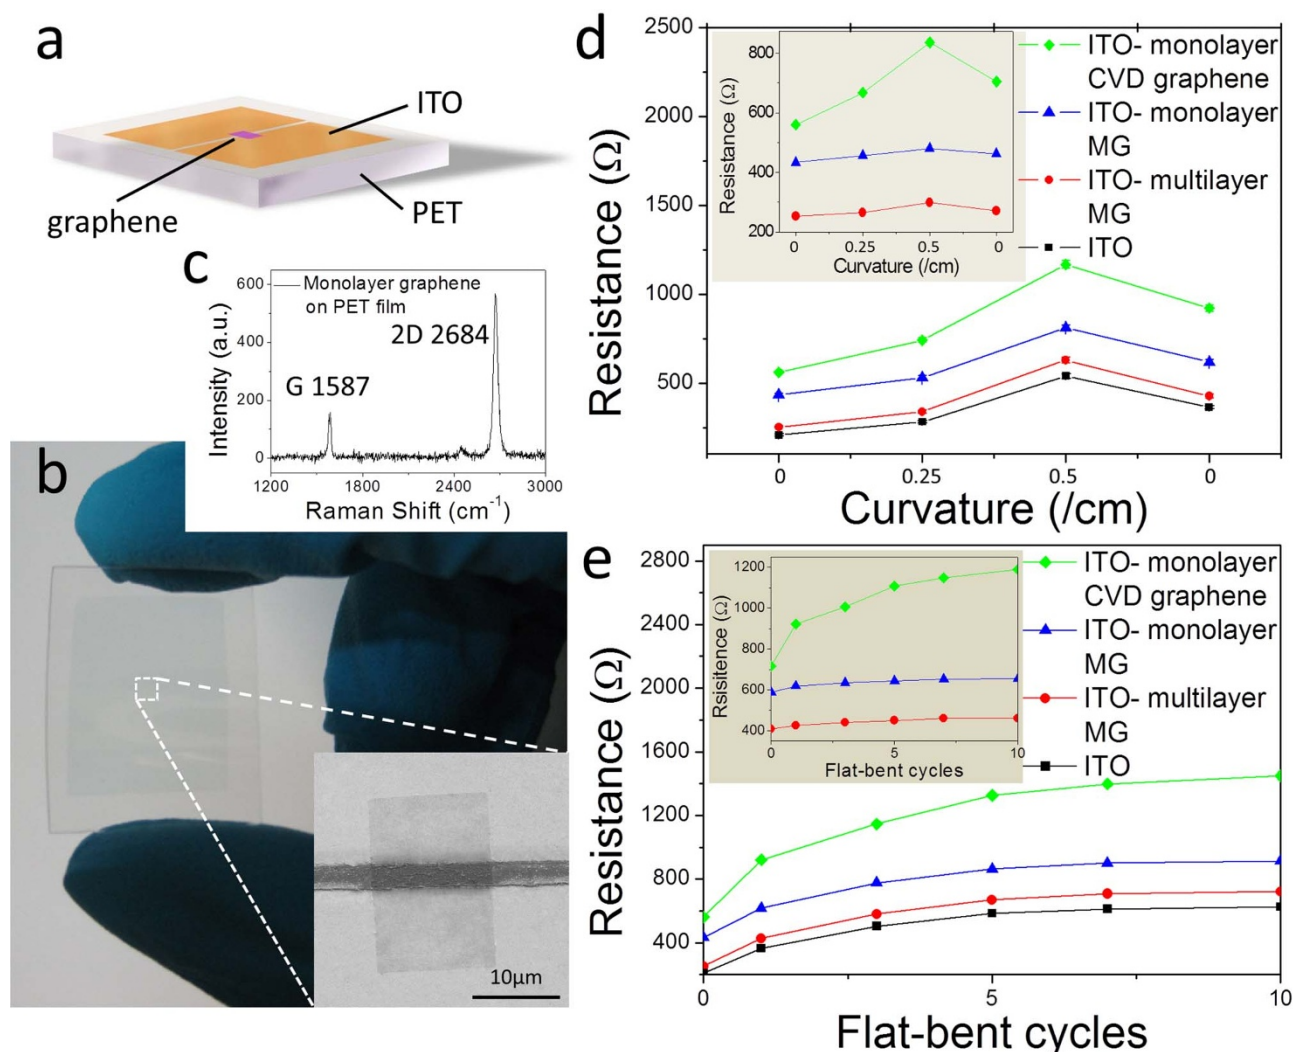 a
ITO
graphene
PET
c
600
400
200
0
Intensity (a.u.)
Monolayer graphene
on PET film
2D 2684
G 1587
1200
1800
2400
3000
Raman Shift (cm⁻¹)
b
10µm
d
2500
2000
1500
1000
500
Resistance (Ω)
0
0.25
0.5
0
Curvature (/cm)
800
600
400
200
Resistance (Ω)
0
0.25
0.5
0
Curvature (/cm)
ITO- monolayer
CVD graphene
ITO- monolayer
MG
ITO- multilayer
MG
ITO
e
2800
2400
2000
1600
1200
800
400
Resistance (Ω)
0
5
10
Flat-bent cycles
1200
1000
800
600
400
Rsisitence (Ω)
0
5
10
Flat-bent cycles
ITO- monolayer
CVD graphene
ITO- monolayer
MG
ITO- multilayer
MG
ITO